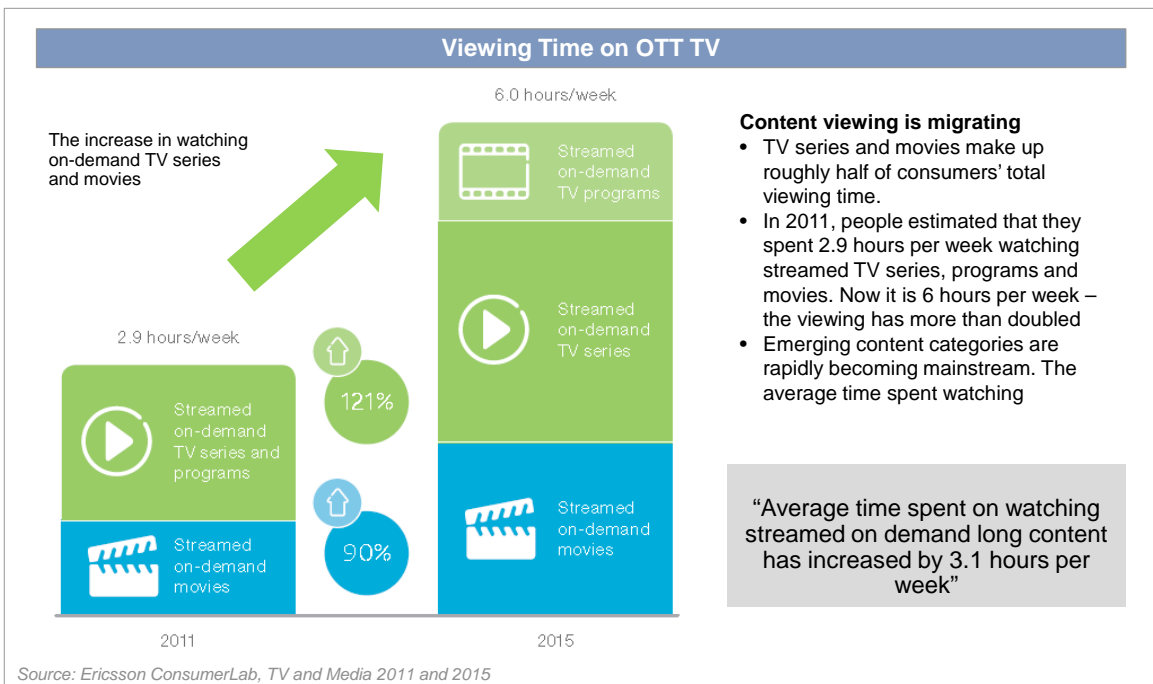 Viewing Time on OTT TV
The increase in watching
on-demand TV series
and movies
2.9 hours/week
Streamed
on-demand
TV series and
programs
Streamed
on-demand
movies
2011
121%
90%
6.0 hours/week
Streamed
on-demand
TV programs
Streamed
on-demand
TV series
Streamed
on-demand
movies
2015
Content viewing is migrating
• TV series and movies make up
roughly half of consumers’ total
viewing time.
• In 2011, people estimated that they
spent 2.9 hours per week watching
streamed TV series, programs and
movies. Now it is 6 hours per week –
the viewing has more than doubled
• Emerging content categories are
rapidly becoming mainstream. The
average time spent watching
“Average time spent on watching
streamed on demand long content
has increased by 3.1 hours per
week”
Source: Ericsson ConsumerLab, TV and Media 2011 and 2015